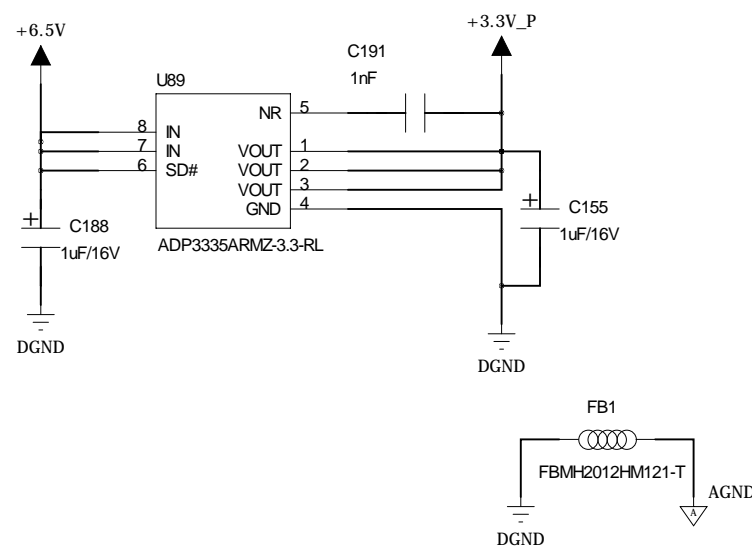 +6.5V
+3.3V_P
C191
1nF
U89
NR 5
8 IN
7 IN
6 SD#
VOUT 1
VOUT 2
VOUT 3
GND 4
+ C188
1uF/16V
+ C155
1uF/16V
ADP3335ARMZ-3.3-RL
DGND
DGND
FB1
FBMH2012HM121-T
AGND
A
DGND